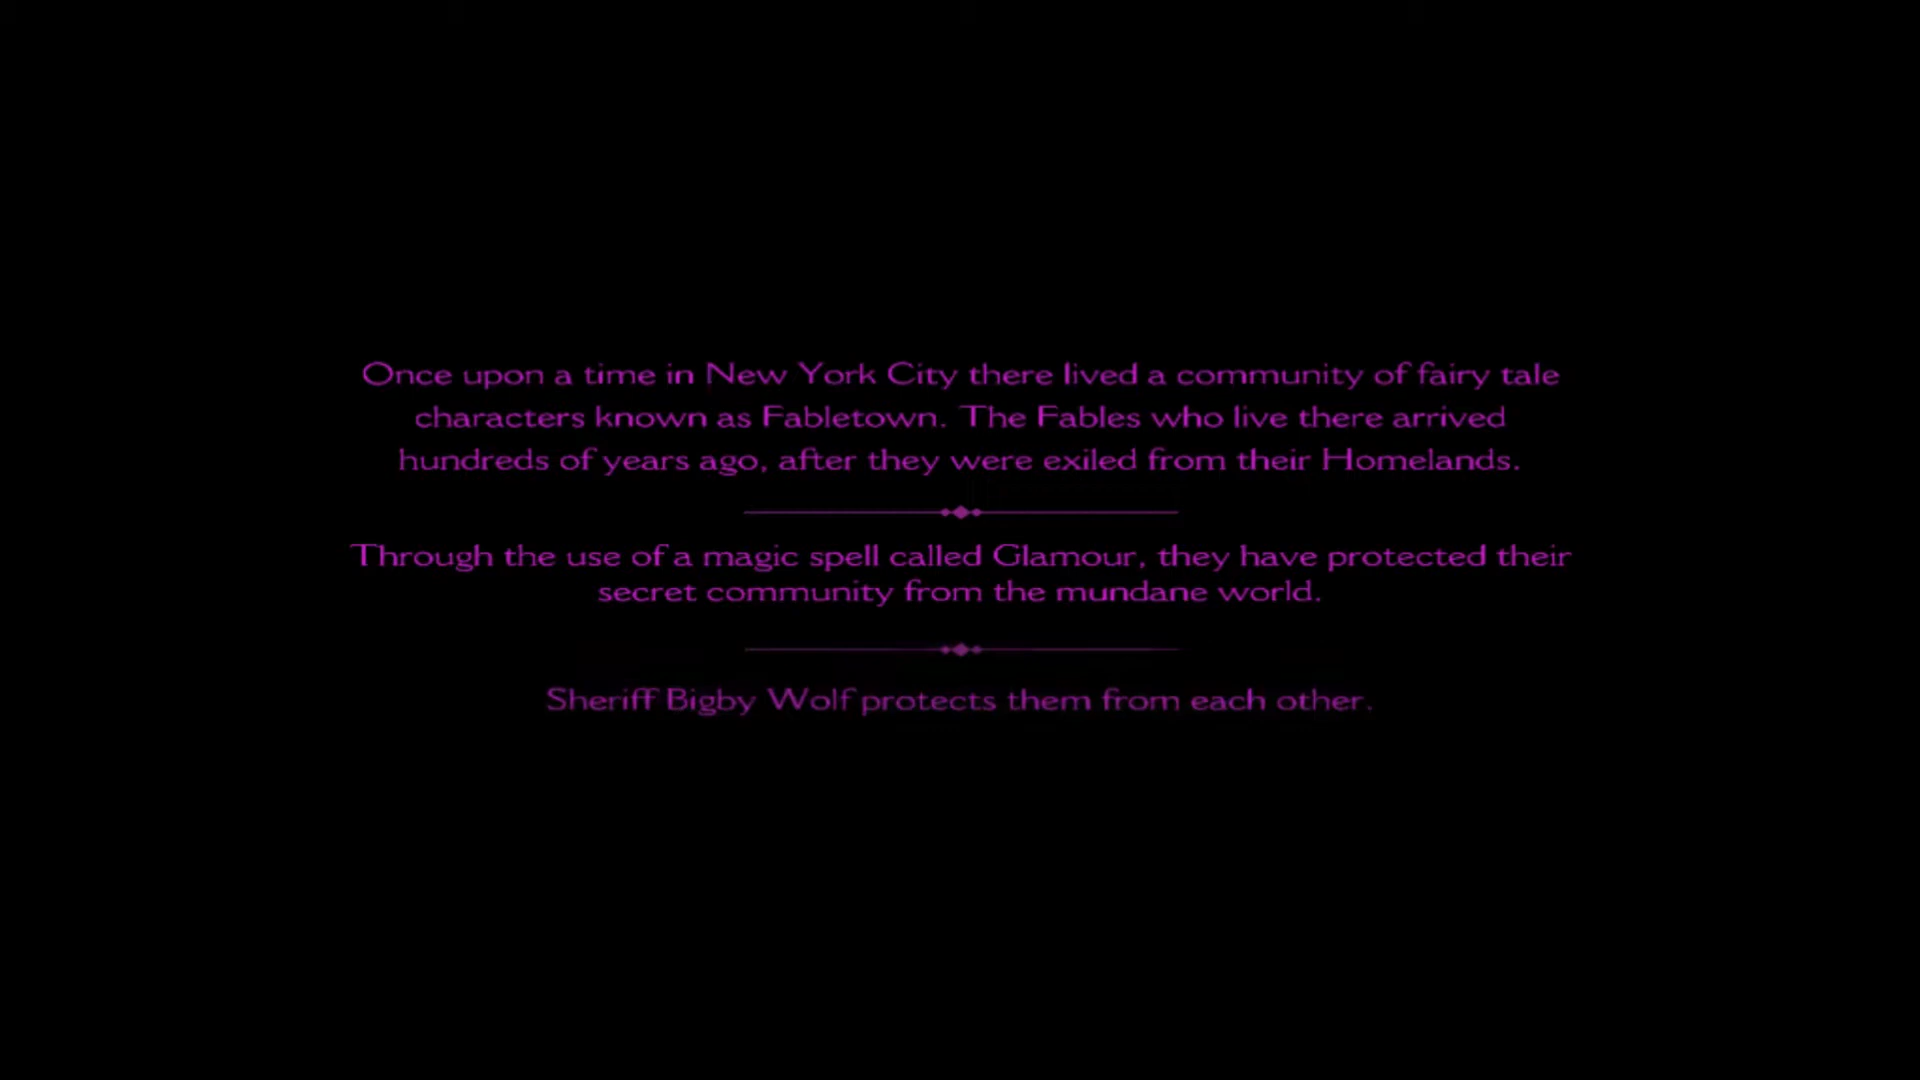 Once upon a time in New York City there lived a community of fairy tale
characters known as Fabletown. The Fables who live there arrived
hundreds of years ago, after they were exiled from their Homelands.
Through the use of a magic spell called Glamour, they have protected their
secret community from the mundane world.
Sheriff Bigby Wolf protects them from each other.